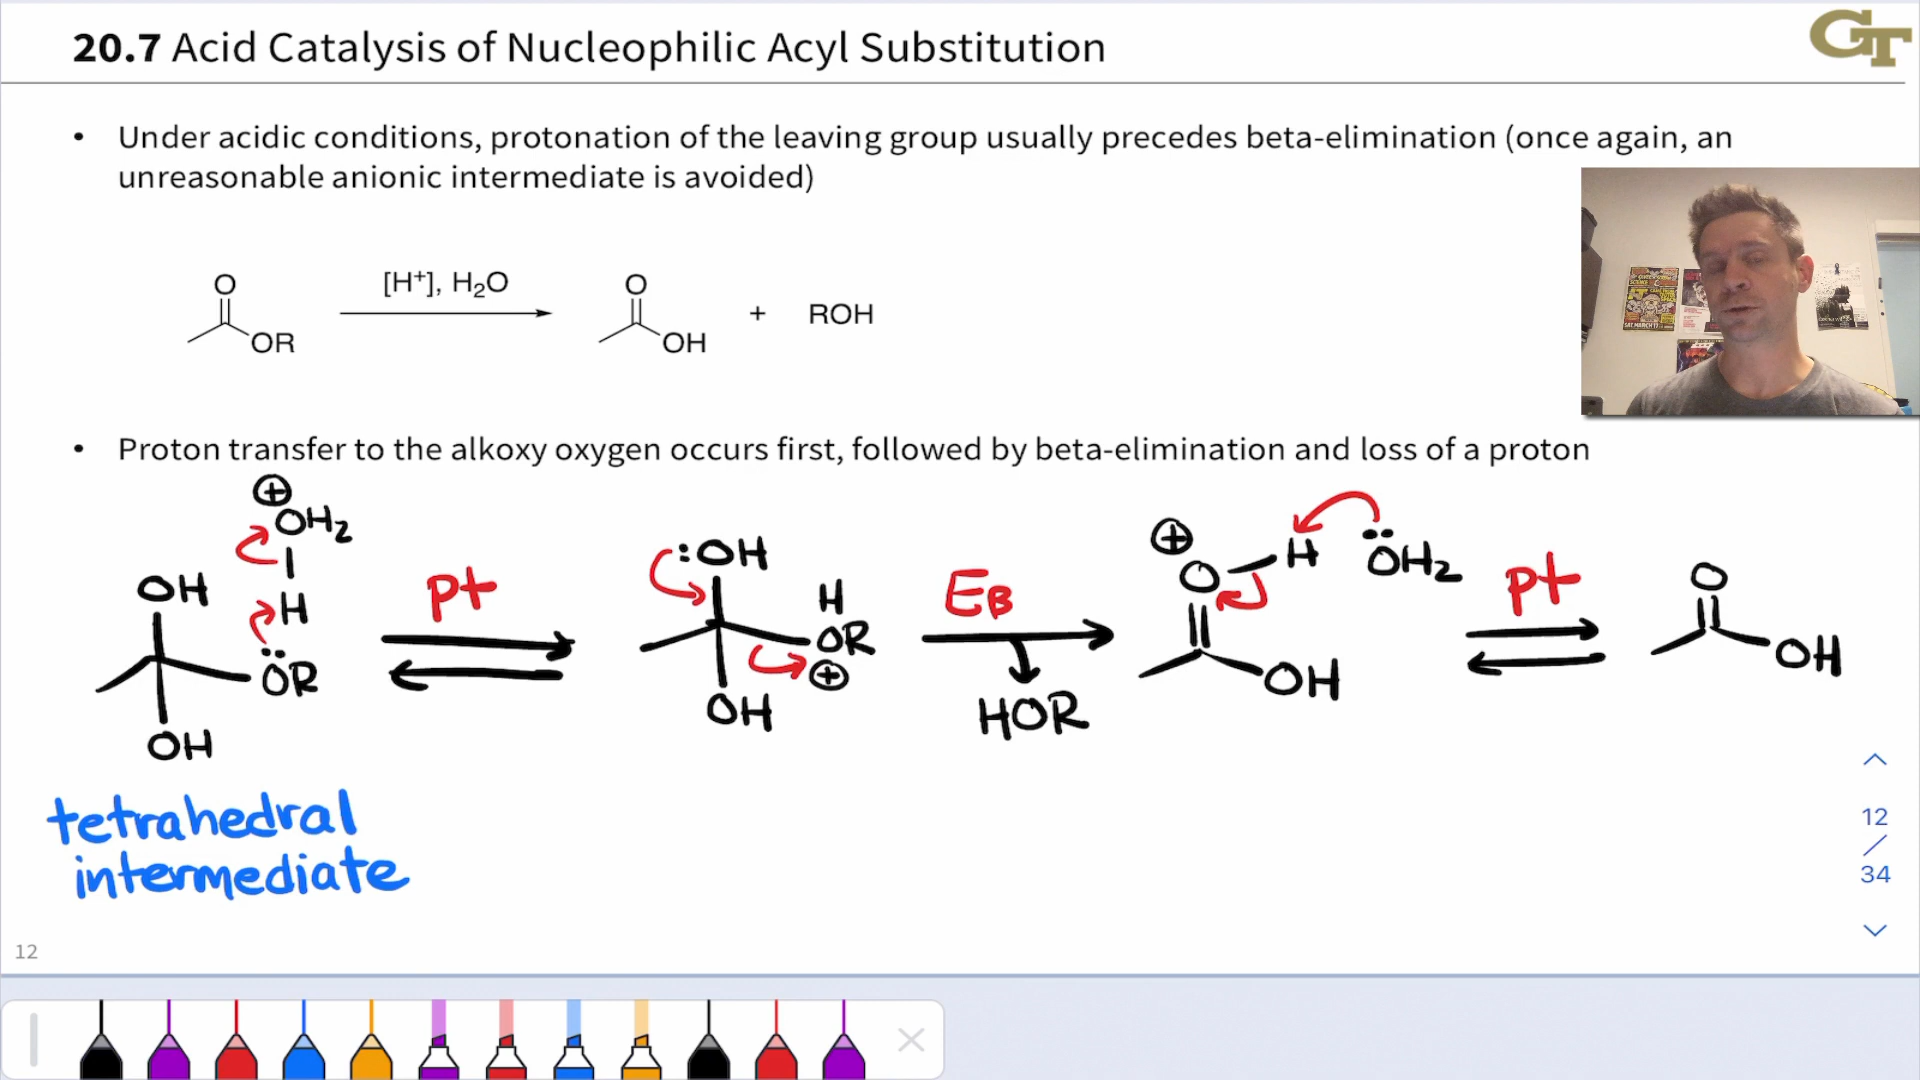 20.7 Acid Catalysis of Nucleophilic Acyl Substitution
GT
• Under acidic conditions, protonation of the leaving group usually precedes beta-elimination (once again, an
unreasonable anionic intermediate is avoided)
O
OR
[H⁺], H₂O
O
OH
+ ROH
• Proton transfer to the alkoxy oxygen occurs first, followed by beta-elimination and loss of a proton
⊕
OH₂
H
OH
ÖR
OH
pt
:OH
H
OR
⊕
OH
E_B
HOR
⊕
O
H
ÖH₂
OH
pt
O
OH
tetrahedral
intermediate
12
/
34
12